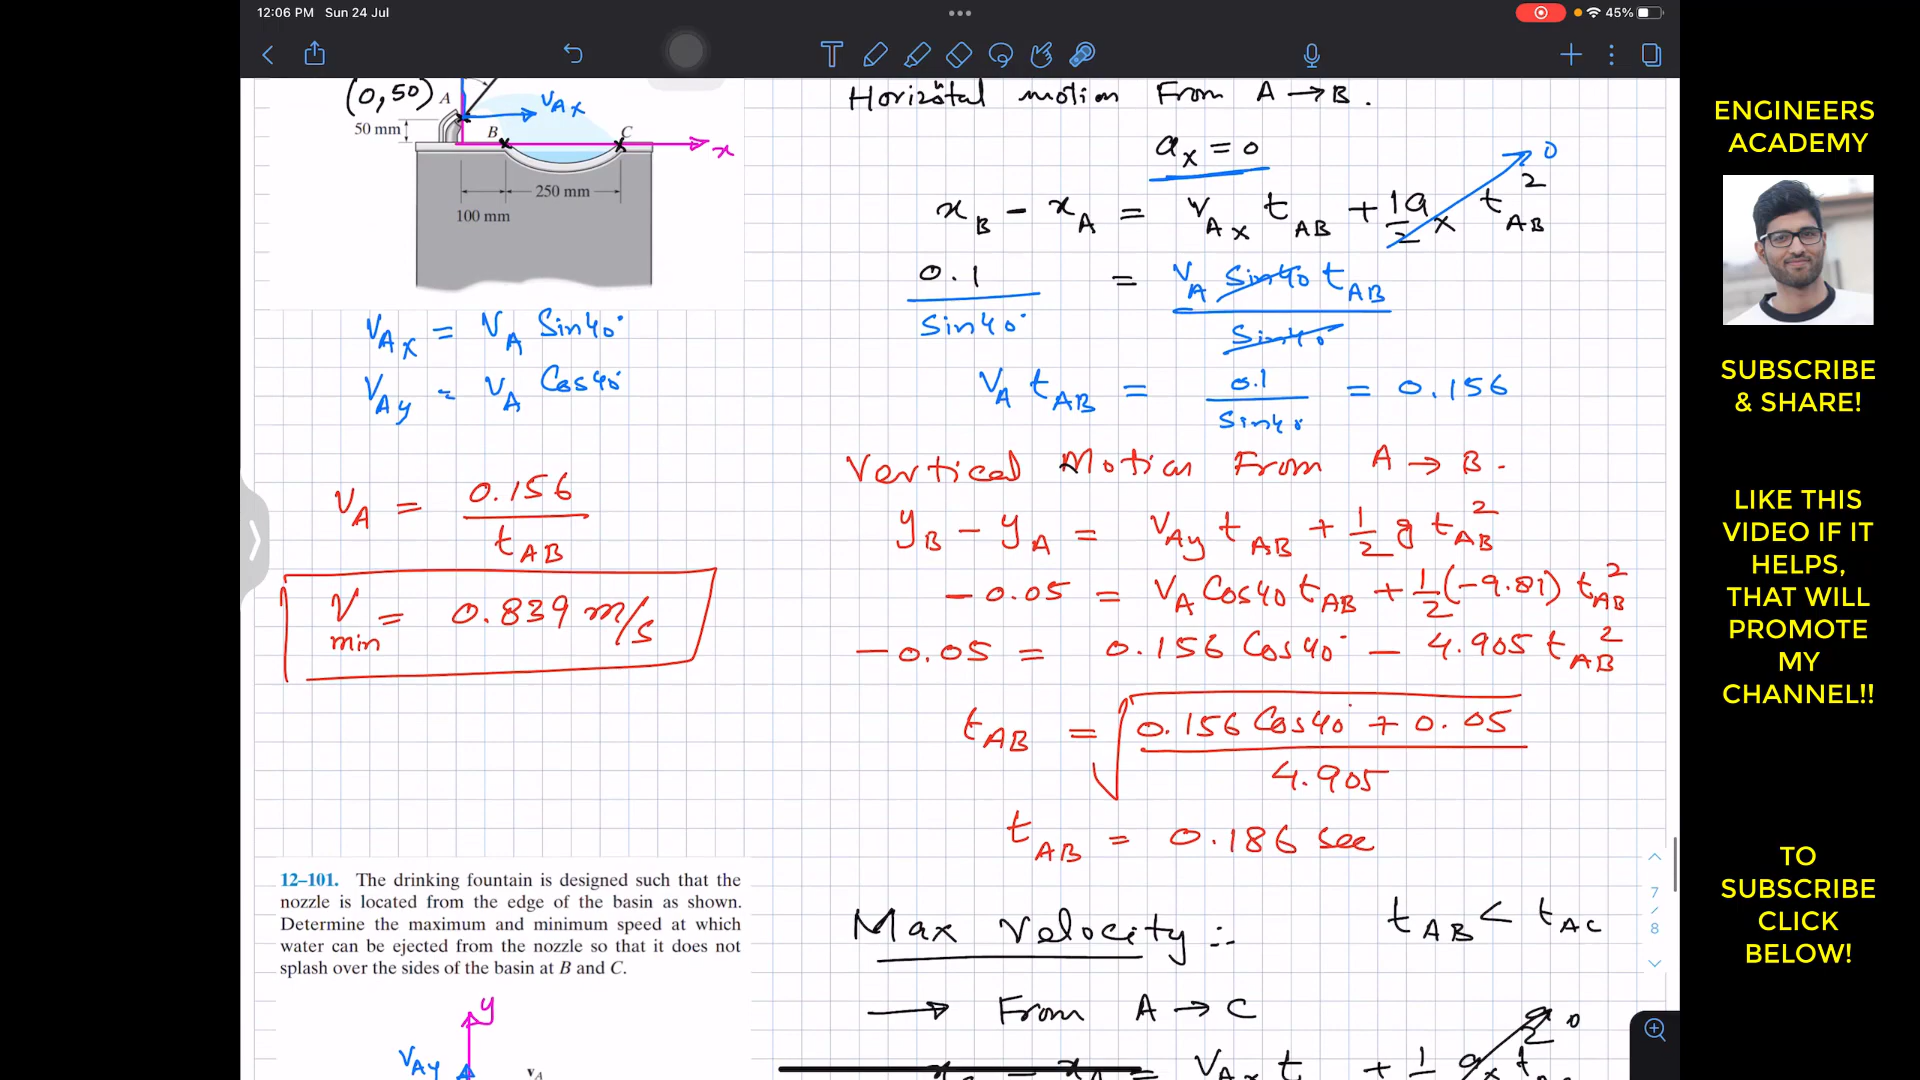 12:06 PM Sun 24 Jul
45%
(0,50) A
vAx
50 mm
B
C
x
250 mm
100 mm
vAx = vA Sin40°
vAy = vA Cos40°
vA = 0.156 / tAB
vmin = 0.839 m/s
12–101. The drinking fountain is designed such that the
nozzle is located from the edge of the basin as shown.
Determine the maximum and minimum speed at which
water can be ejected from the nozzle so that it does not
splash over the sides of the basin at B and C.
y
vAy
vA
Horizotal motion From A → B.
ax = 0
0
xB - xA = vAx tAB + 1/2 ax tAB²
0.1 / Sin40° = vA Sin40 tAB / Sin40°
vA tAB = 0.1 / Sin40 = 0.156
Vertical Motion From A → B.
yB - yA = vAy tAB + 1/2 g tAB²
-0.05 = vA Cos40 tAB + 1/2 (-9.81) tAB²
-0.05 = 0.156 Cos40° - 4.905 tAB²
tAB = √(0.156 Cos40° + 0.05 / 4.905)
tAB = 0.186 sec
Max Velocity :-
tAB < tAC
→ From A → C
0
7
8
ENGINEERS
ACADEMY
SUBSCRIBE
& SHARE!
LIKE THIS
VIDEO IF IT
HELPS,
THAT WILL
PROMOTE
MY
CHANNEL!!
TO
SUBSCRIBE
CLICK
BELOW!